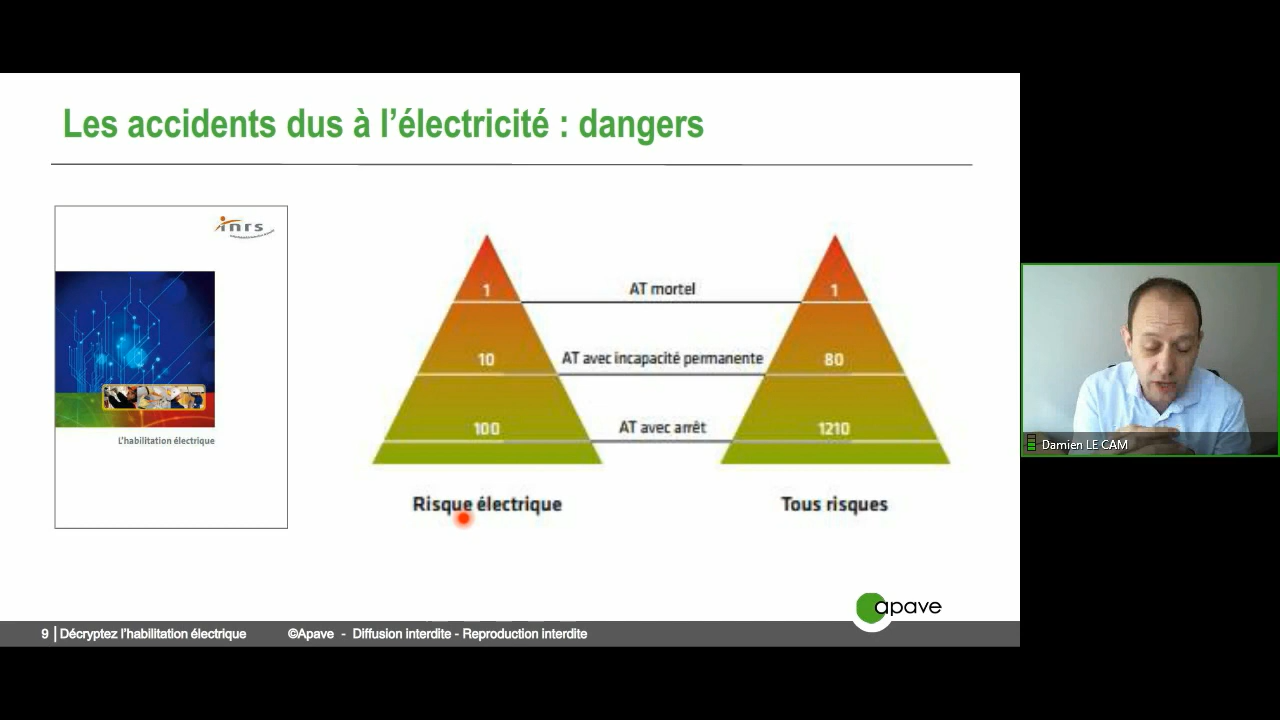 Les accidents dus à l’électricité : dangers
inrs
L'habilitation électrique
1 AT mortel 1
10 AT avec incapacité permanente 80
100 AT avec arrêt 1210
Risque électrique Tous risques
apave
9 | Décryptez l’habilitation électrique ©Apave - Diffusion interdite - Reproduction interdite
Damien LE CAM